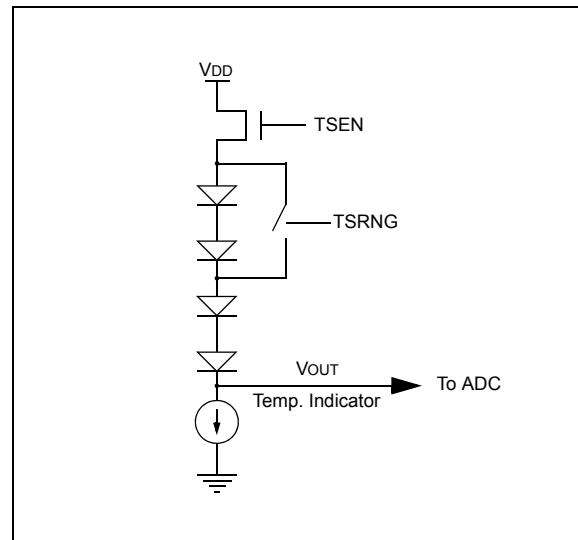 VDD
TSEN
TSRNG
VOUT
To ADC
Temp. Indicator